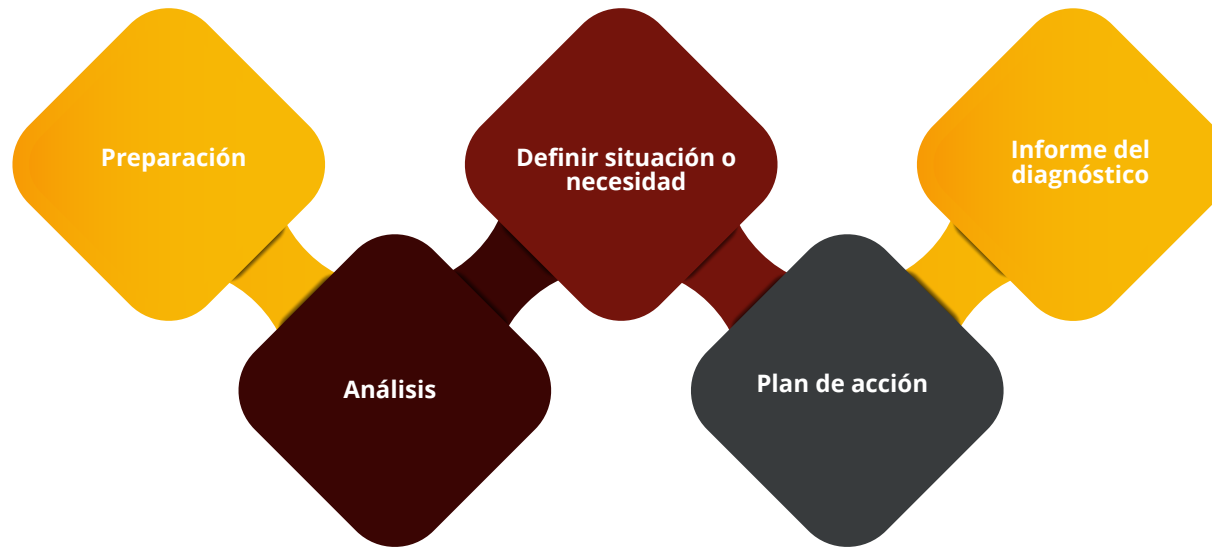 Preparación
Análisis
Definir situación o
necesidad
Plan de acción
Informe del
diagnóstico